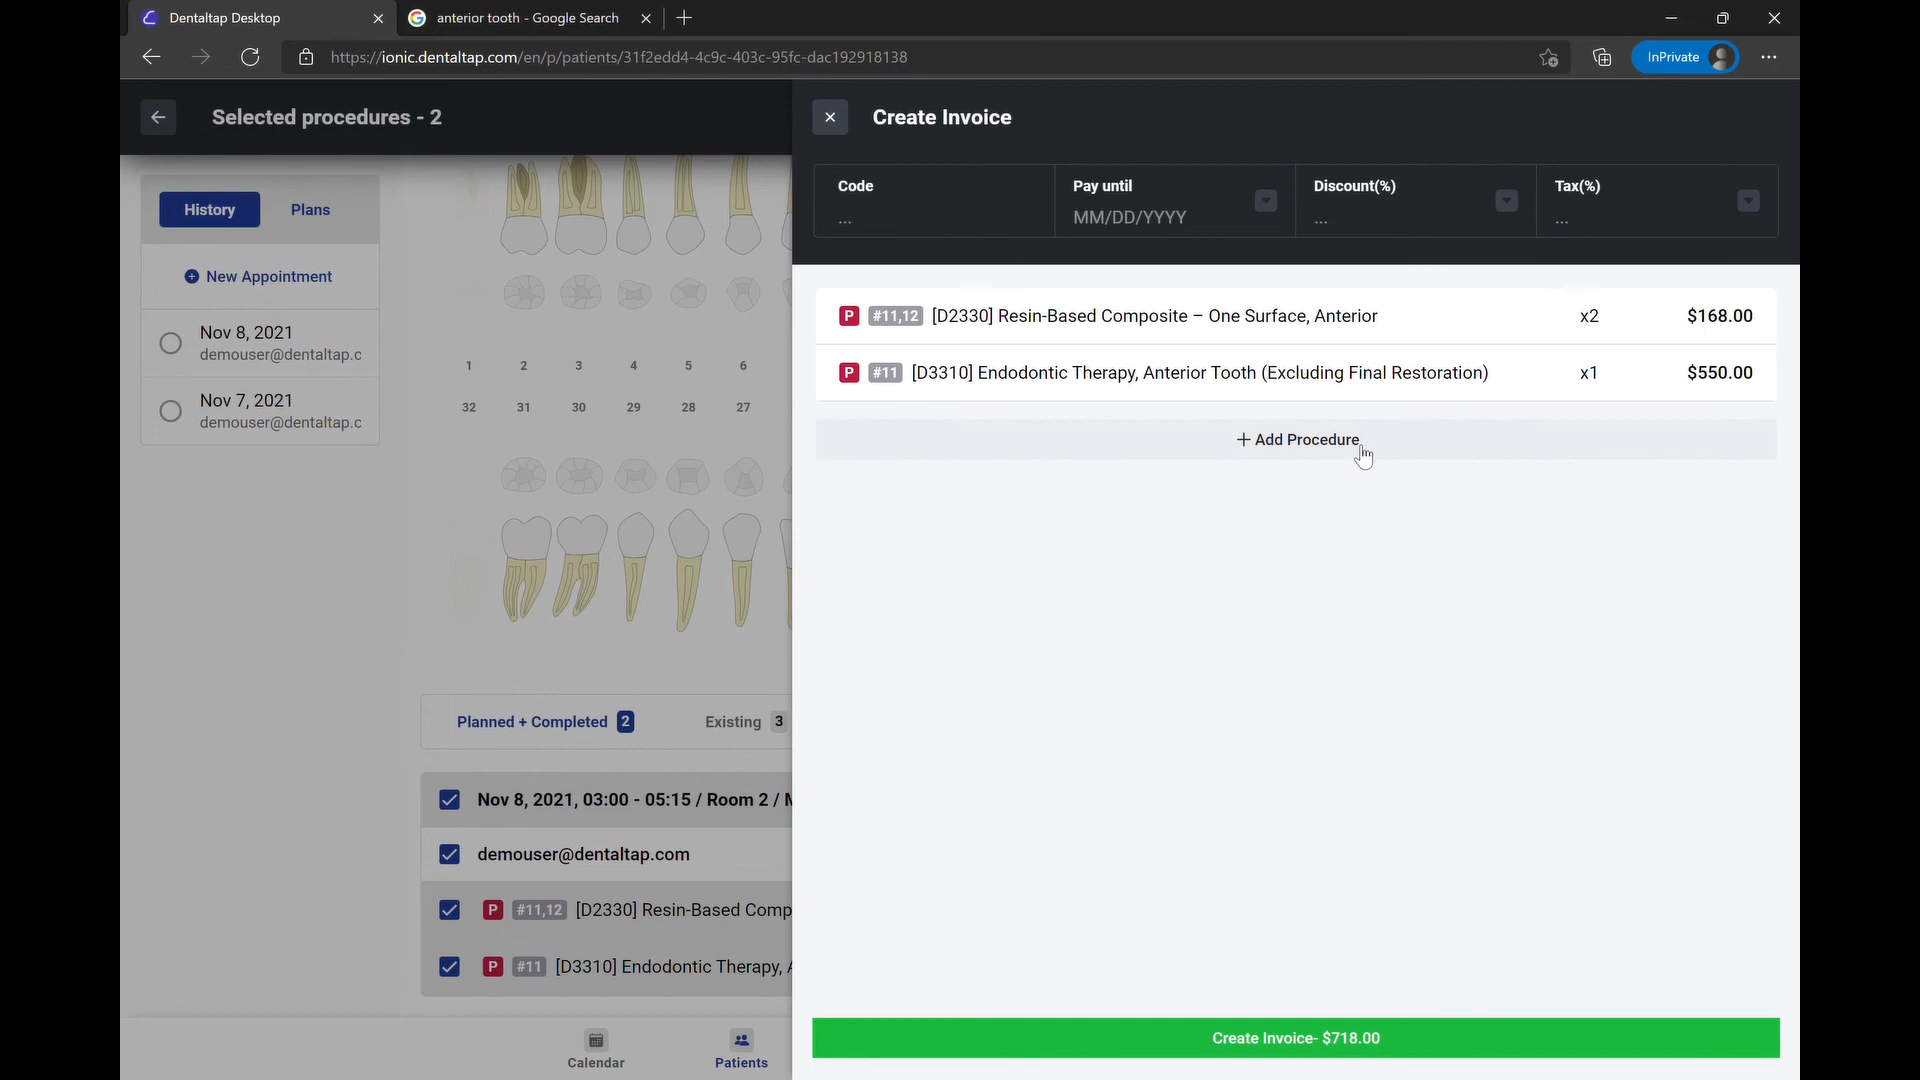 Dentaltap Desktop
anterior tooth - Google Search
https://ionic.dentaltap.com/en/p/patients/31f2edd4-4c9c-403c-95fc-dac192918138
InPrivate
Selected procedures - 2
Create Invoice
Code
...
Pay until
MM/DD/YYYY
Discount(%)
...
Tax(%)
...
History
Plans
New Appointment
Nov 8, 2021
demouser@dentaltap.c
Nov 7, 2021
demouser@dentaltap.c
1 2 3 4 5 6
32 31 30 29 28 27
P #11,12 [D2330] Resin-Based Composite – One Surface, Anterior x2 $168.00
P #11 [D3310] Endodontic Therapy, Anterior Tooth (Excluding Final Restoration) x1 $550.00
+ Add Procedure
Planned + Completed 2
Existing 3
Nov 8, 2021, 03:00 - 05:15 / Room 2 /
demouser@dentaltap.com
P #11,12 [D2330] Resin-Based Comp
P #11 [D3310] Endodontic Therapy,
Calendar
Patients
Create Invoice- $718.00